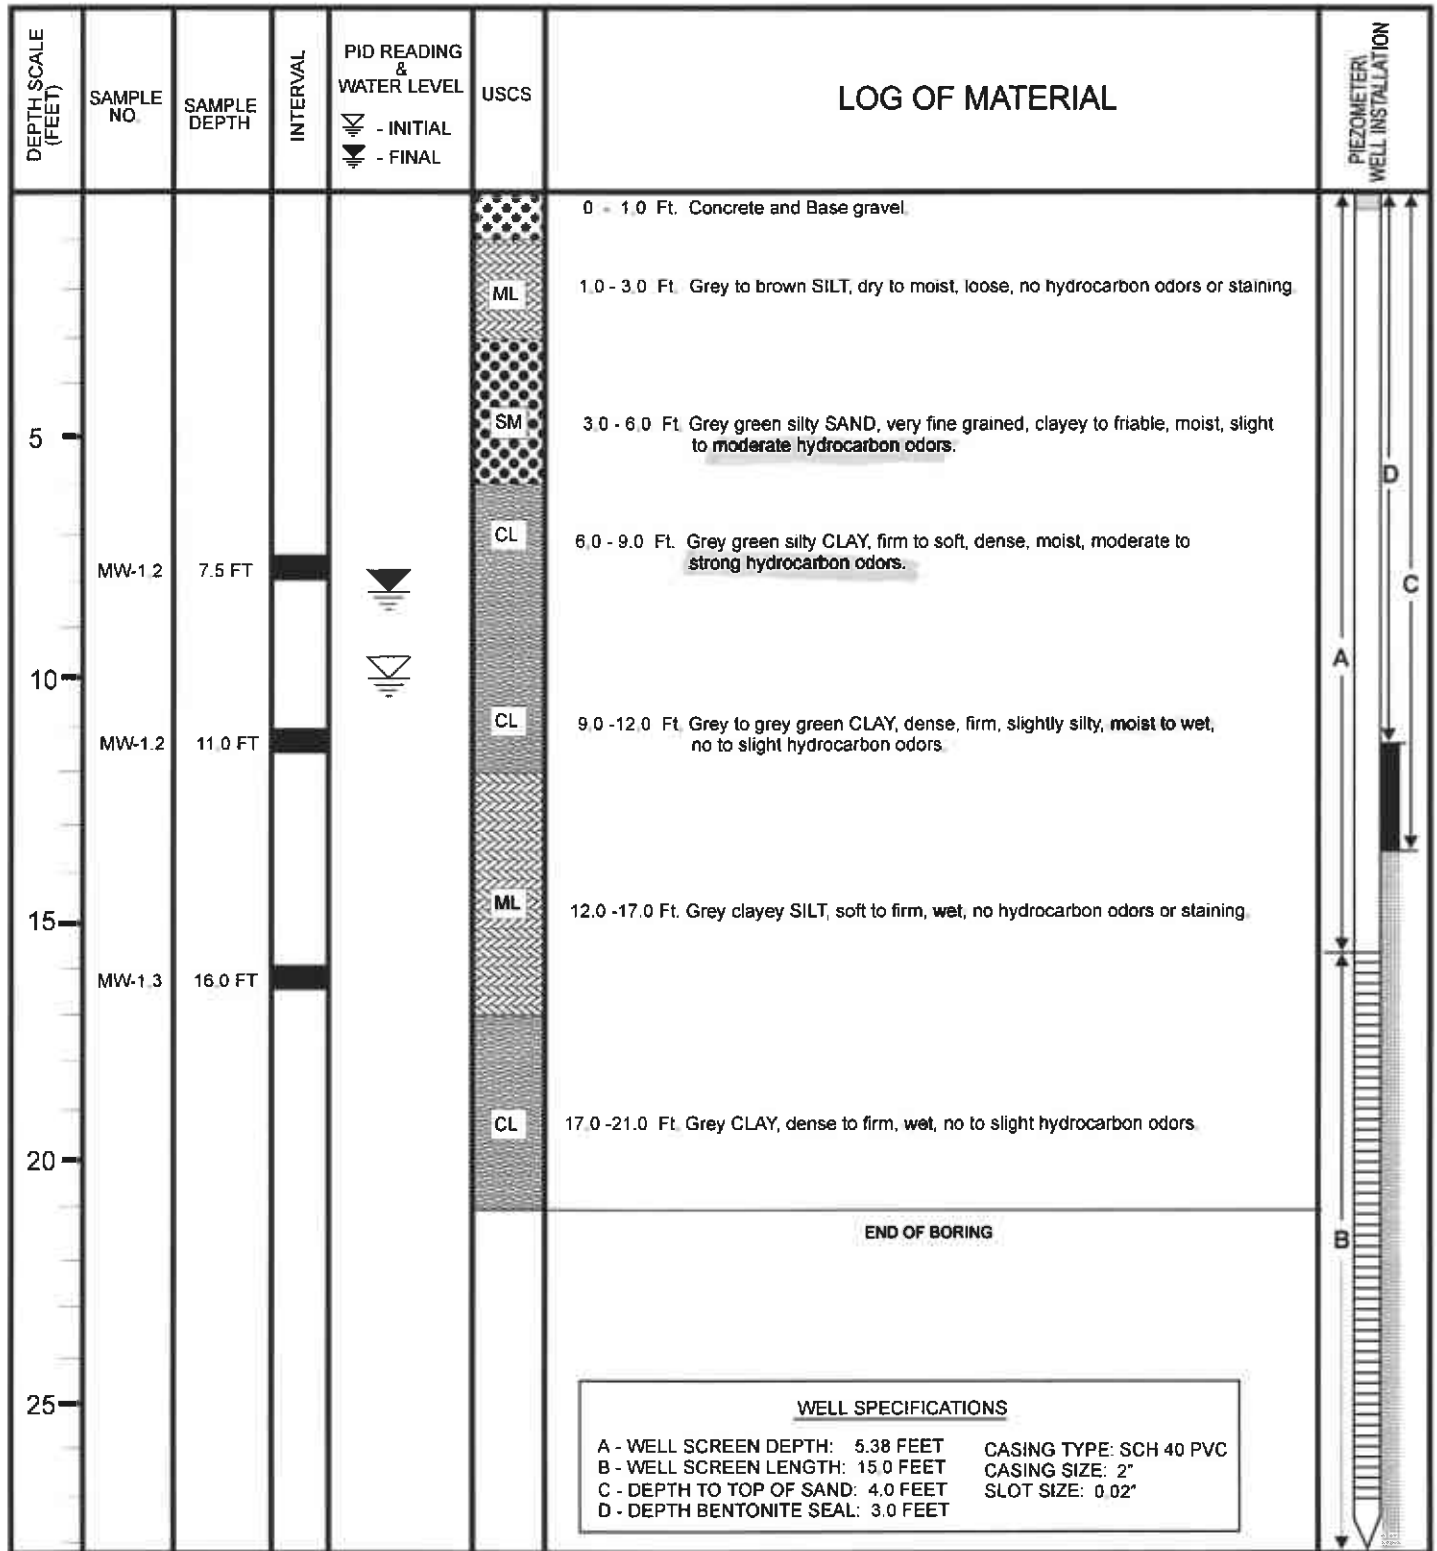 DEPTH SCALE
(FEET)
SAMPLE
NO.
SAMPLE
DEPTH
INTERVAL
PID READING
&
WATER LEVEL
- INITIAL
- FINAL
USCS
LOG OF MATERIAL
PIEZOMETER\
WELL INSTALLATION
0 - 1.0 Ft. Concrete and Base gravel.
ML
1.0 - 3.0 Ft. Grey to brown SILT, dry to moist, loose, no hydrocarbon odors or staining.
5
SM
3.0 - 6.0 Ft. Grey green silty SAND, very fine grained, clayey to friable, moist, slight
to moderate hydrocarbon odors.
D
CL
6.0 - 9.0 Ft. Grey green silty CLAY, firm to soft, dense, moist, moderate to
strong hydrocarbon odors.
MW-1.2
7.5 FT
C
A
10
CL
9.0 -12.0 Ft. Grey to grey green CLAY, dense, firm, slightly silty, moist to wet,
no to slight hydrocarbon odors.
MW-1.2
11.0 FT
ML
12.0 -17.0 Ft. Grey clayey SILT, soft to firm, wet, no hydrocarbon odors or staining.
15
MW-1.3
16.0 FT
CL
17.0 -21.0 Ft. Grey CLAY, dense to firm, wet, no to slight hydrocarbon odors.
20
END OF BORING
B
25
WELL SPECIFICATIONS
A - WELL SCREEN DEPTH: 5.38 FEET
B - WELL SCREEN LENGTH: 15.0 FEET
C - DEPTH TO TOP OF SAND: 4.0 FEET
D - DEPTH BENTONITE SEAL: 3.0 FEET
CASING TYPE: SCH 40 PVC
CASING SIZE: 2"
SLOT SIZE: 0.02"